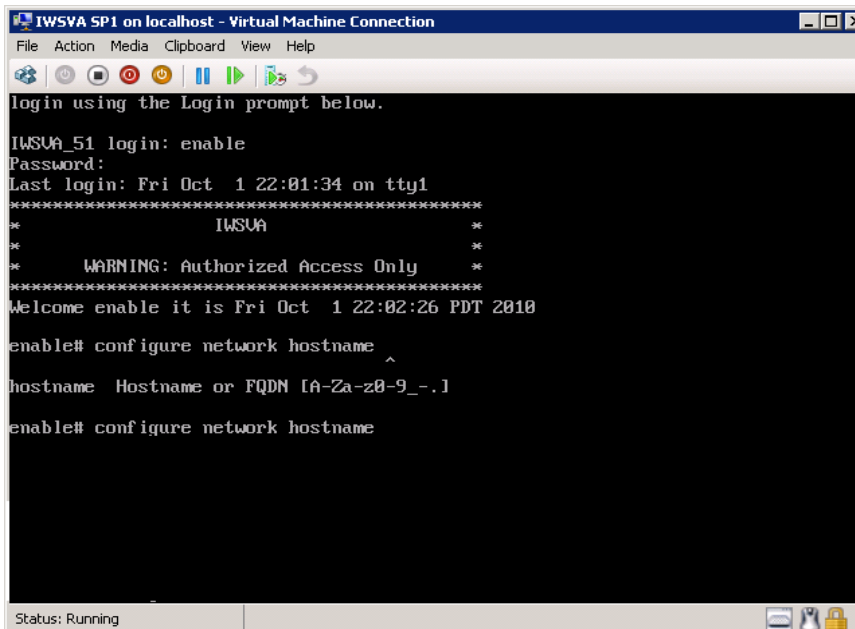 IWSVA SP1 on localhost - Virtual Machine Connection
File Action Media Clipboard View Help
login using the Login prompt below.
IWSVA_51 login: enable
Password:
Last login: Fri Oct  1 22:01:34 on tty1
*********************************************
*                  IWSVA                    *
*                                           *
*      WARNING: Authorized Access Only      *
*********************************************
Welcome enable it is Fri Oct  1 22:02:26 PDT 2010
enable# configure network hostname
^
hostname  Hostname or FQDN [A-Za-z0-9_-.]
enable# configure network hostname
Status: Running